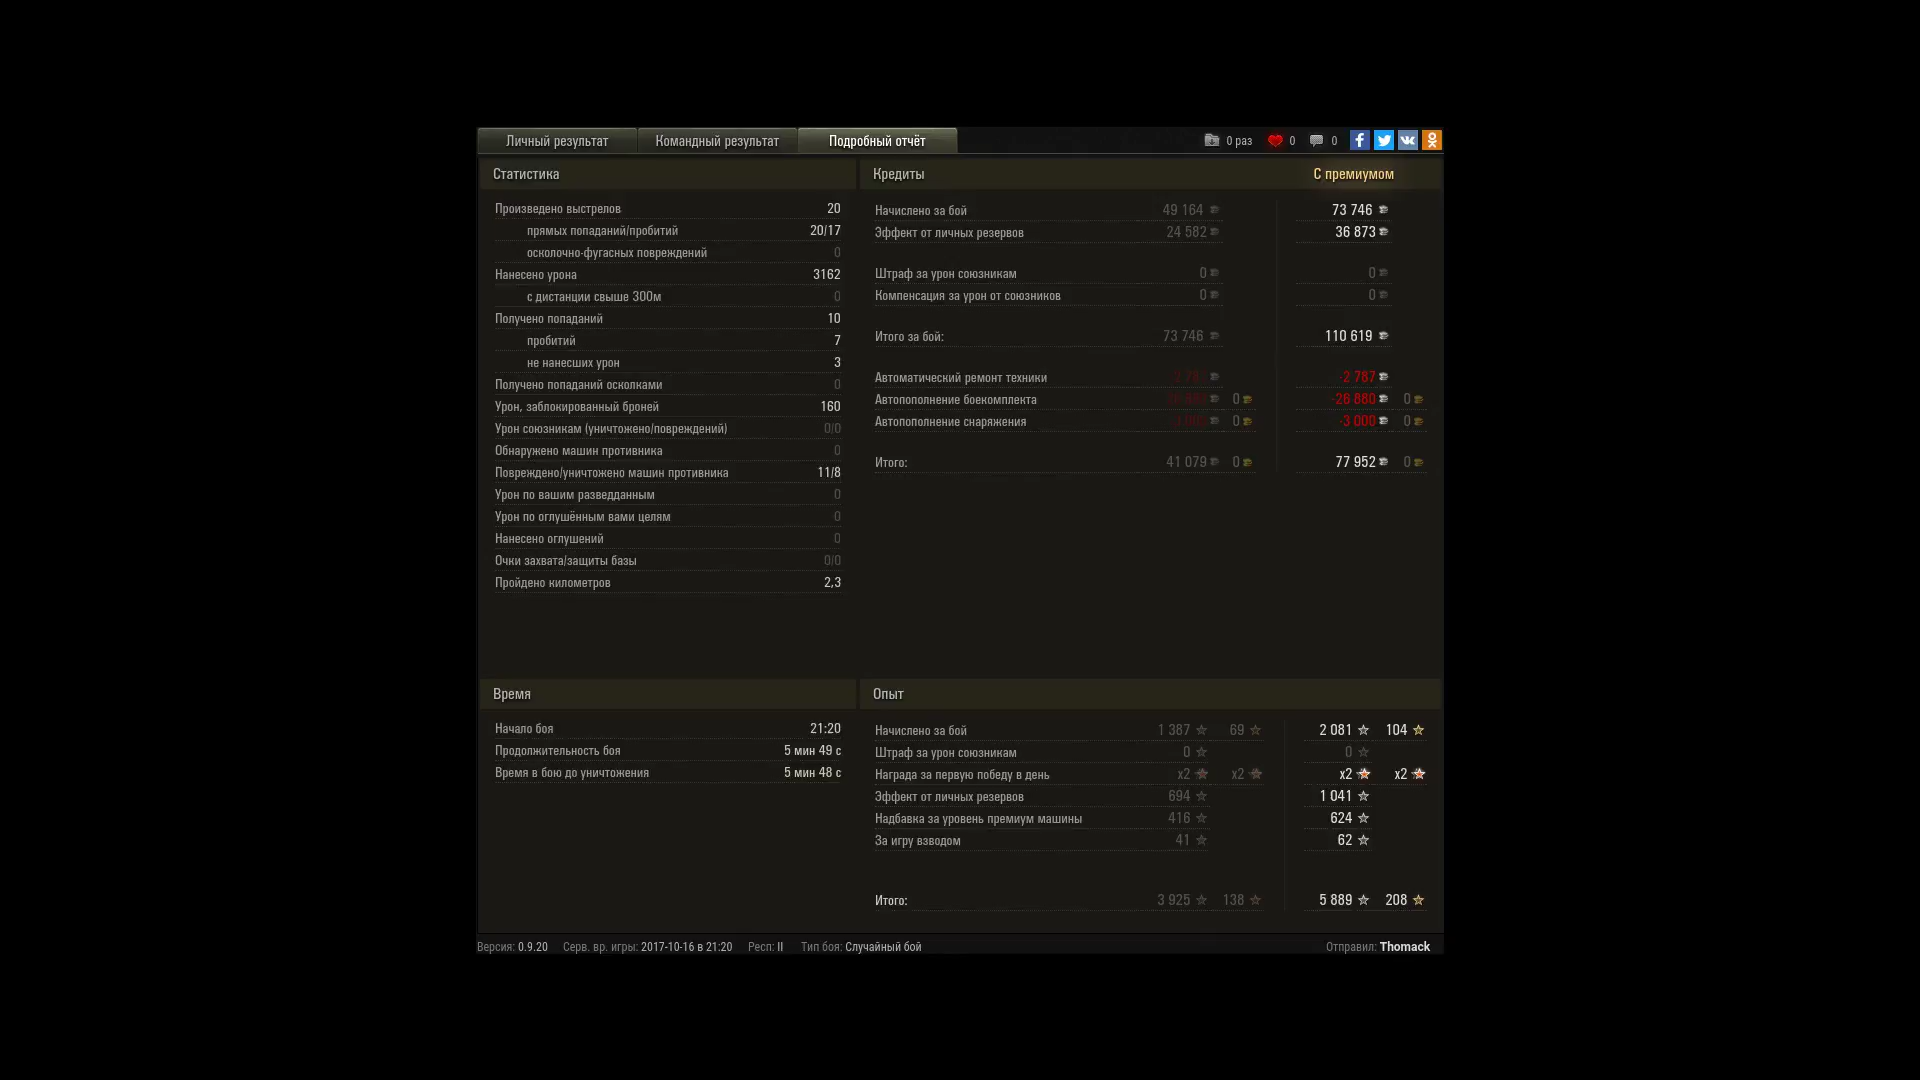 Личный результат Командный результат Подробный отчёт 0 раз 0 0
Статистика
Произведено выстрелов 20
прямых попаданий/пробитий 20/17
осколочно-фугасных повреждений 0
Нанесено урона 3162
с дистанции свыше 300м 0
Получено попаданий 10
пробитий 7
не нанесших урон 3
Получено попаданий осколками 0
Урон, заблокированный броней 160
Урон союзникам (уничтожено/повреждений) 0/0
Обнаружено машин противника 0
Повреждено/уничтожено машин противника 11/8
Урон по вашим разведданным 0
Урон по оглушённым вами целям 0
Нанесено оглушений 0
Очки захвата/защиты базы 0/0
Пройдено километров 2,3
Кредиты С премиумом
Начислено за бой 49 164 73 746
Эффект от личных резервов 24 582 36 873
Штраф за урон союзникам 0 0
Компенсация за урон от союзников 0 0
Итого за бой: 73 746 110 619
Автоматический ремонт техники -2 787 -2 787
Автопополнение боекомплекта 0 -26 880 0
Автопополнение снаряжения 0 -3 000 0
Итого: 41 079 0 77 952 0
Время
Начало боя 21:20
Продолжительность боя 5 мин 49 с
Время в бою до уничтожения 5 мин 48 с
Опыт
Начислено за бой 1 387 69 2 081 104
Штраф за урон союзникам 0 0
Награда за первую победу в день x2 x2 x2 x2
Эффект от личных резервов 694 1 041
Надбавка за уровень премиум машины 416 624
За игру взводом 41 62
Итого: 3 925 138 5 889 208
Версия: 0.9.20 Серв. вр. игры: 2017-10-16 в 21:20 Респ: II Тип боя: Случайный бой Отправил: Thomack